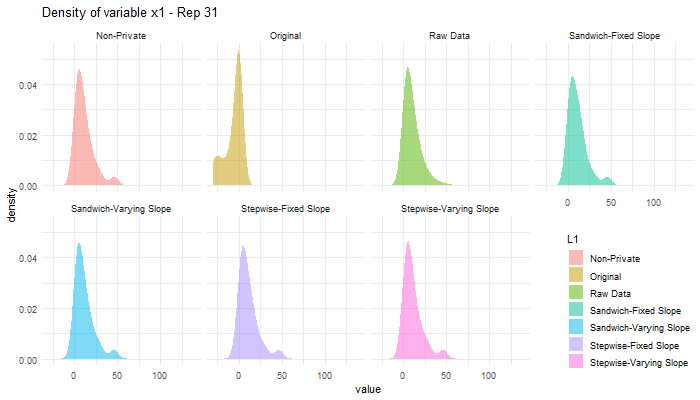 Density of variable x1 - Rep 31
Non-Private
Original
Raw Data
Sandwich-Fixed Slope
0.04
0.02
0.00
0 50 100
density
Sandwich-Varying Slope
Stepwise-Fixed Slope
Stepwise-Varying Slope
0.04
0.02
0.00
0 50 100
0 50 100
0 50 100
value
L1
Non-Private
Original
Raw Data
Sandwich-Fixed Slope
Sandwich-Varying Slope
Stepwise-Fixed Slope
Stepwise-Varying Slope